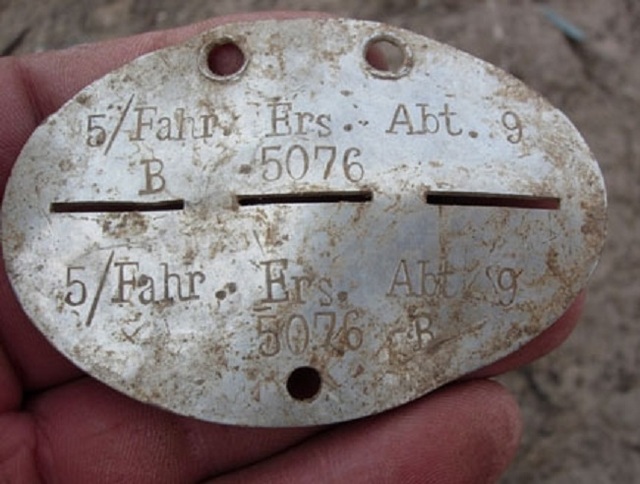 5/Fahr. Ers. Abt. 9
B 5076
5/Fahr. Ers. Abt. 9
5076 B